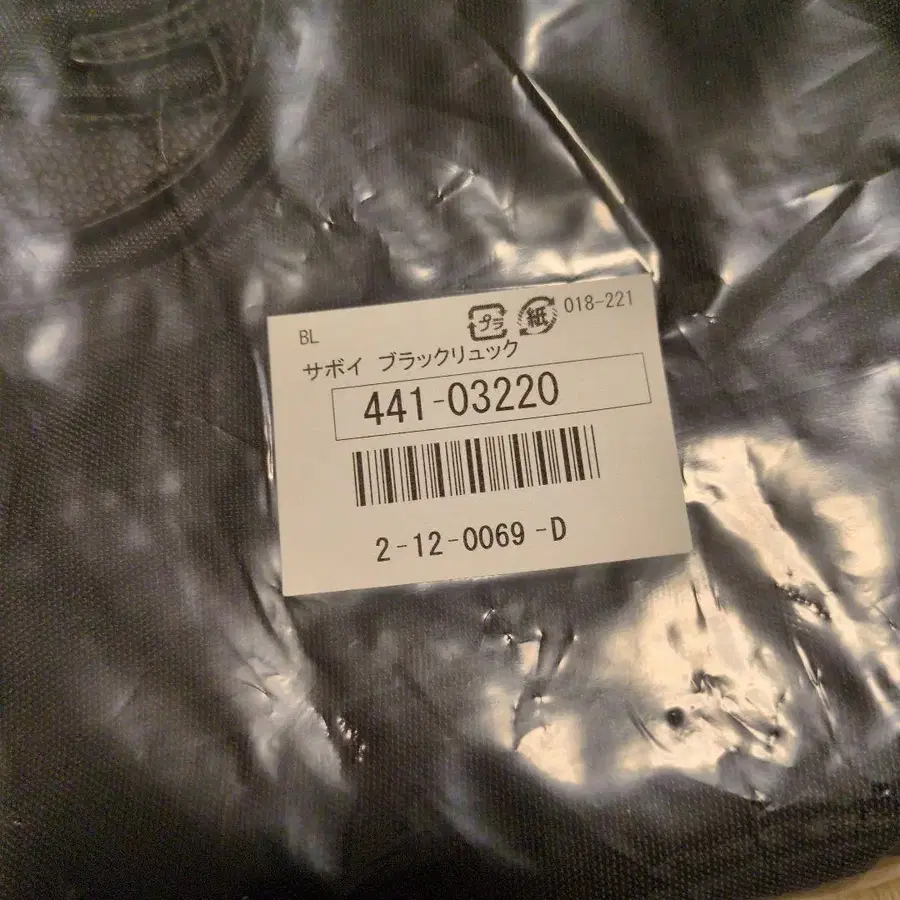 BL
プラ 紙 018-221
サボイ ブラックリュック
441-03220
2-12-0069-D